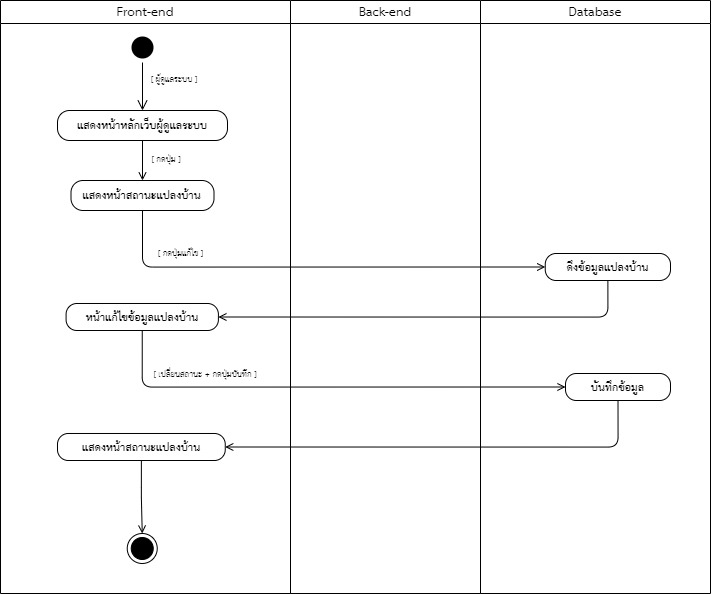 Front-end
Back-end
Database
[ ผู้ดูแลระบบ ]
แสดงหน้าหลักเว็บผู้ดูแลระบบ
[ กดปุ่ม ]
แสดงหน้าสถานะแปลงบ้าน
[ กดปุ่มแก้ไข ]
ดึงข้อมูลแปลงบ้าน
หน้าแก้ไขข้อมูลแปลงบ้าน
[ เปลี่ยนสถานะ + กดปุ่มบันทึก ]
บันทึกข้อมูล
แสดงหน้าสถานะแปลงบ้าน